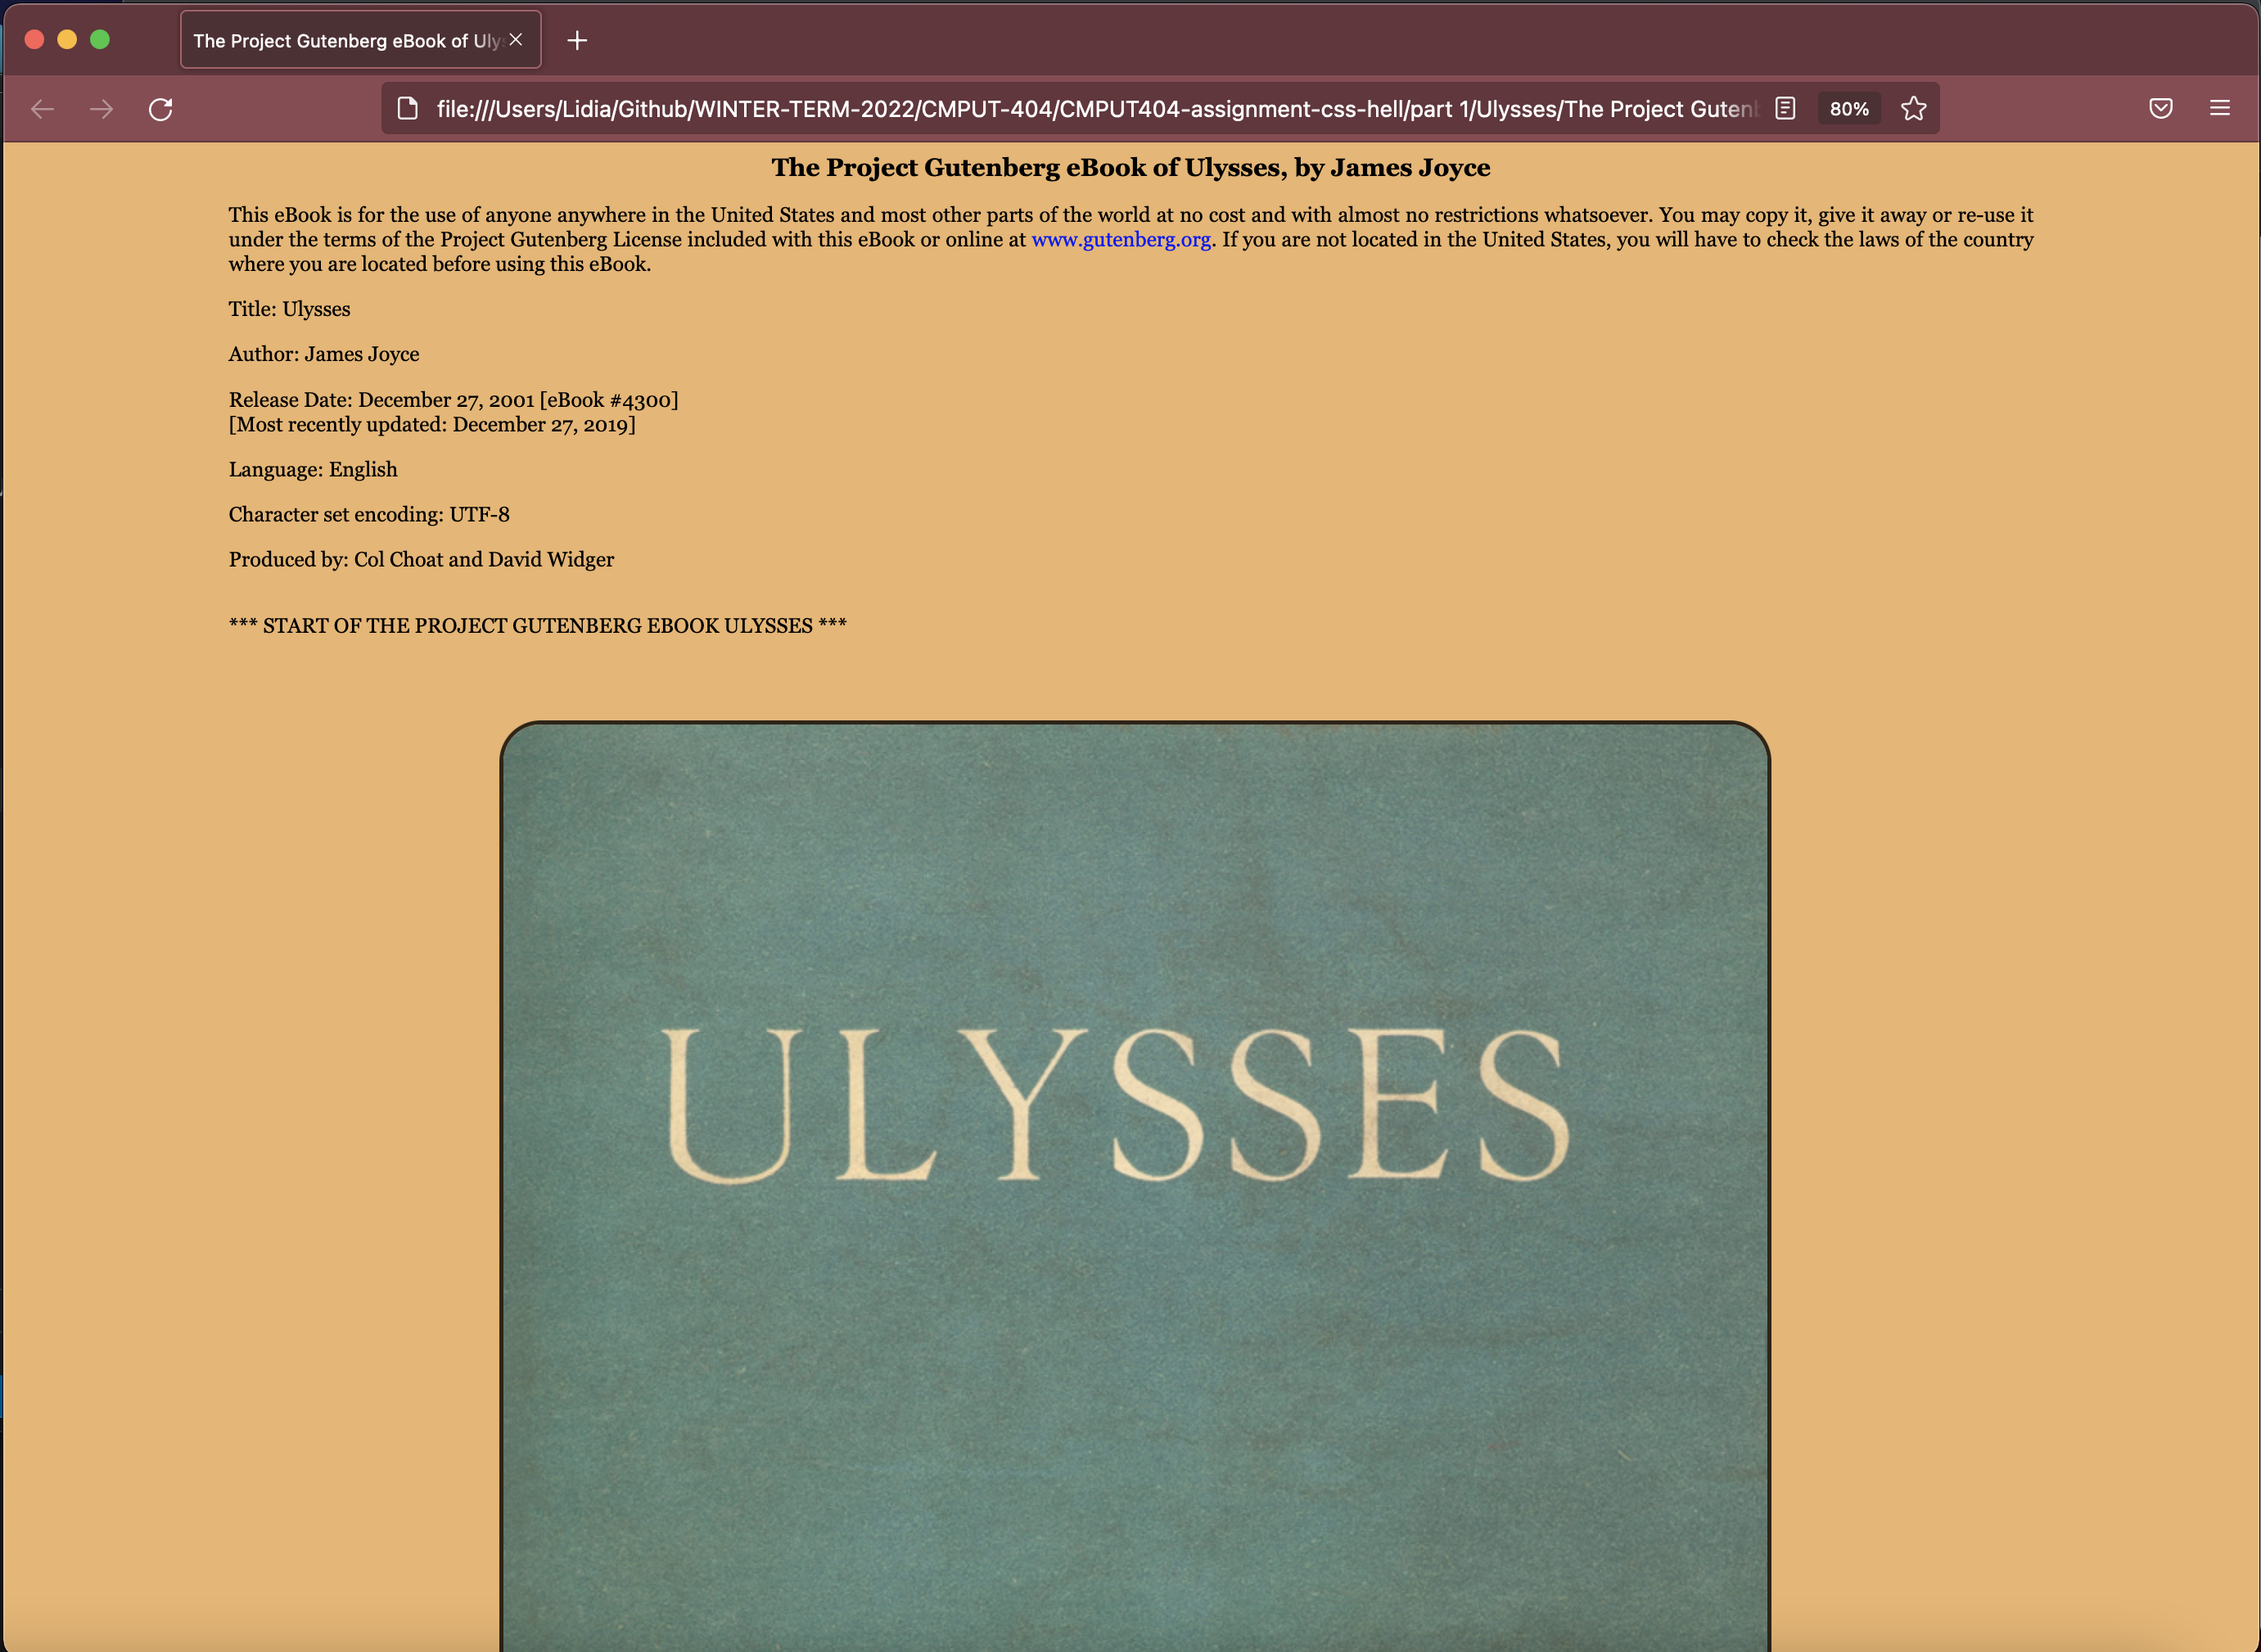 The Project Gutenberg eBook of Uly
file:///Users/Lidia/Github/WINTER-TERM-2022/CMPUT-404/CMPUT404-assignment-css-hell/part 1/Ulysses/The Project Gutenb
80%
The Project Gutenberg eBook of Ulysses, by James Joyce
This eBook is for the use of anyone anywhere in the United States and most other parts of the world at no cost and with almost no restrictions whatsoever. You may copy it, give it away or re-use it
under the terms of the Project Gutenberg License included with this eBook or online at www.gutenberg.org. If you are not located in the United States, you will have to check the laws of the country
where you are located before using this eBook.
Title: Ulysses
Author: James Joyce
Release Date: December 27, 2001 [eBook #4300]
[Most recently updated: December 27, 2019]
Language: English
Character set encoding: UTF-8
Produced by: Col Choat and David Widger
*** START OF THE PROJECT GUTENBERG EBOOK ULYSSES ***
ULYSSES